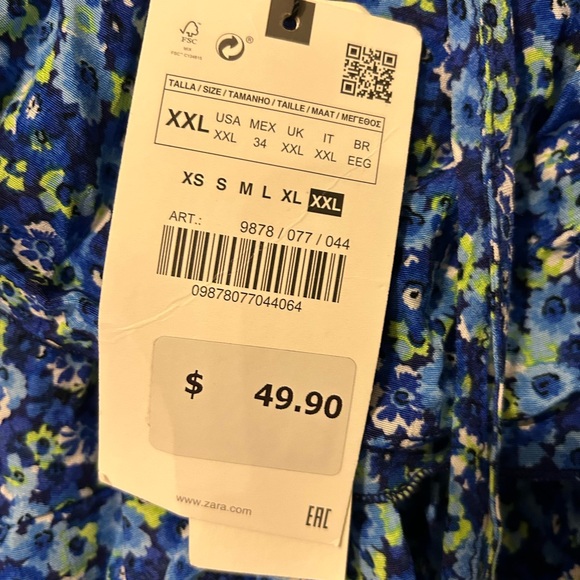 FSC
®
TALLA / SIZE / TAMANHO / TAILLE / MAAT / ΜΕΓΕΘΟΣ
XXL USA MEX UK IT BR
XXL 34 XXL XXL EEG
XS S M L XL XXL
ART.: 9878 / 077 / 044
09878077044064
$ 49.90
www.zara.com
EAC